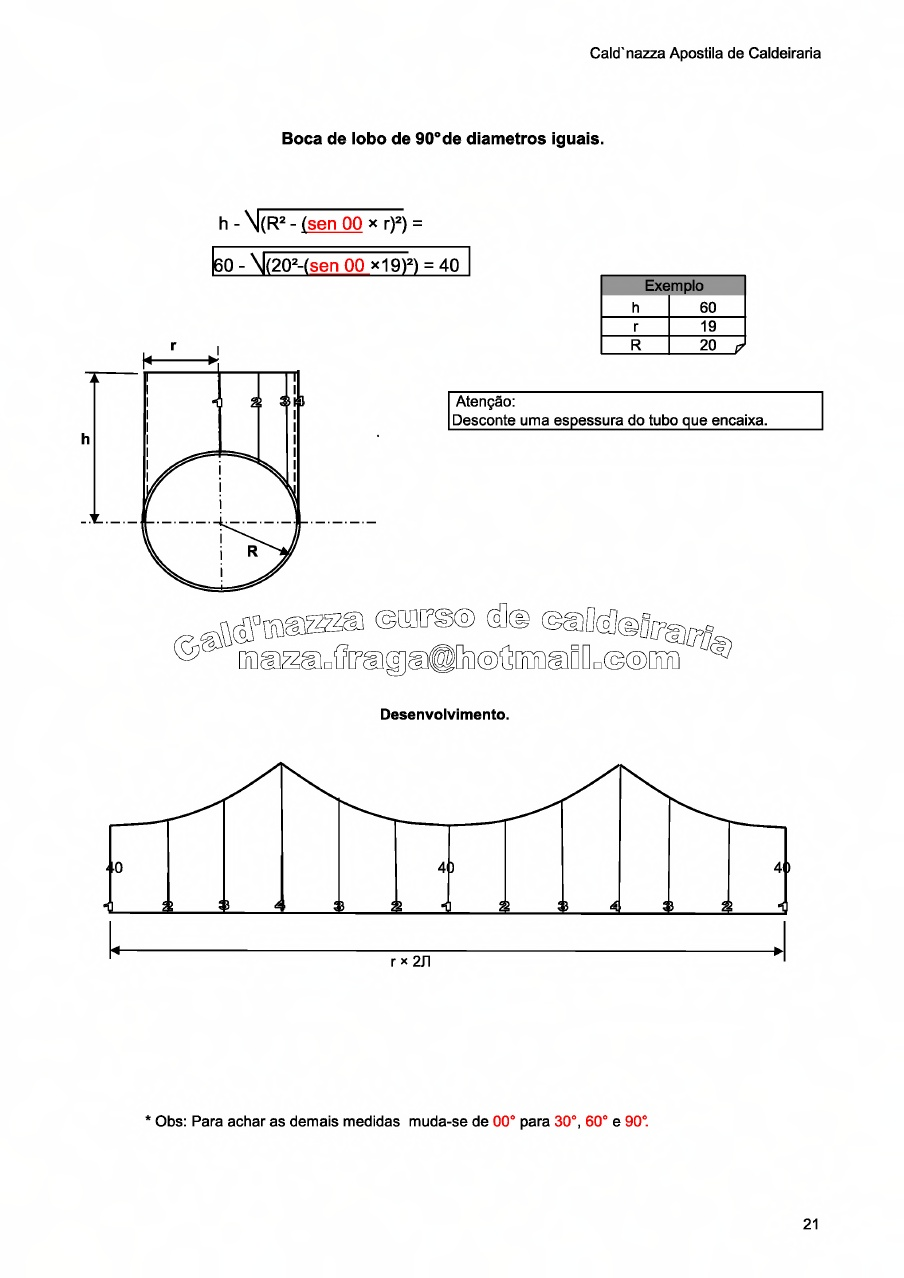 Cald`nazza Apostila de Caldeiraria
Boca de lobo de 90° de diametros iguais.
h - √(R² - (sen 00 × r)²) =
60 - √(20²-(sen 00 ×19)²) = 40
Exemplo
h 60
r 19
R 20
r
1 2 3 4
Atenção:
Desconte uma espessura do tubo que encaixa.
h
R
Cald'nazza curso de caldeiraria
naza.fraga@hotmail.com
Desenvolvimento.
40 40 40
1 2 3 4 3 2 1 2 3 4 3 2 1
r × 2Л
* Obs: Para achar as demais medidas muda-se de 00° para 30°, 60° e 90°.
21